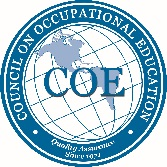 COUNCIL ON OCCUPATIONAL EDUCATION
COE
Quality Assurance
Since 1971